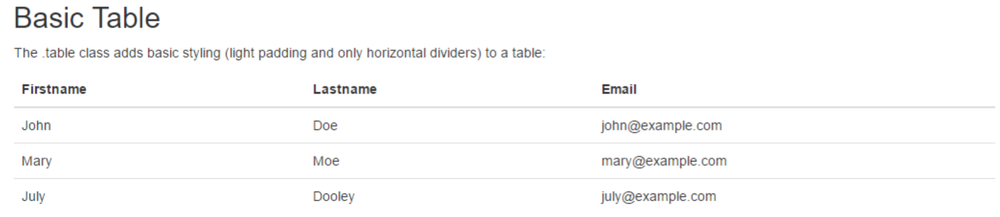 Basic Table
The .table class adds basic styling (light padding and only horizontal dividers) to a table:
Firstname Lastname Email
John Doe john@example.com
Mary Moe mary@example.com
July Dooley july@example.com